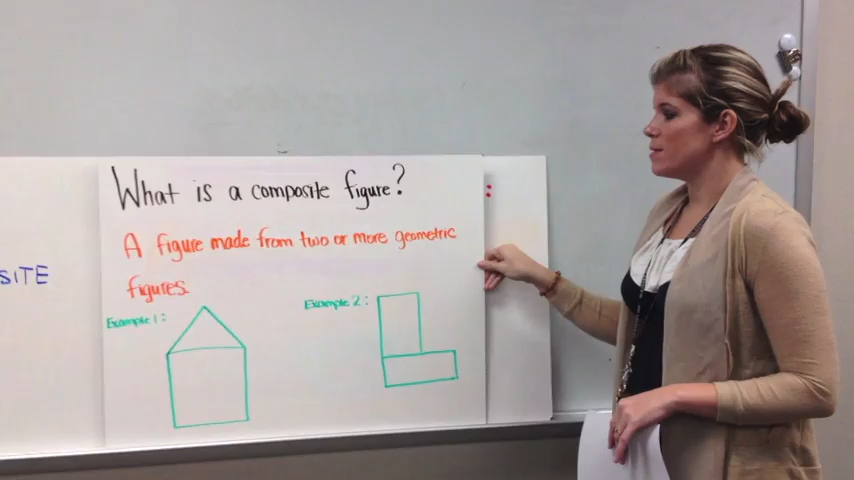 What is a composite figure?
:
A figure made from two or more geometric
SITE
figures.
Example 1:
Example 2: